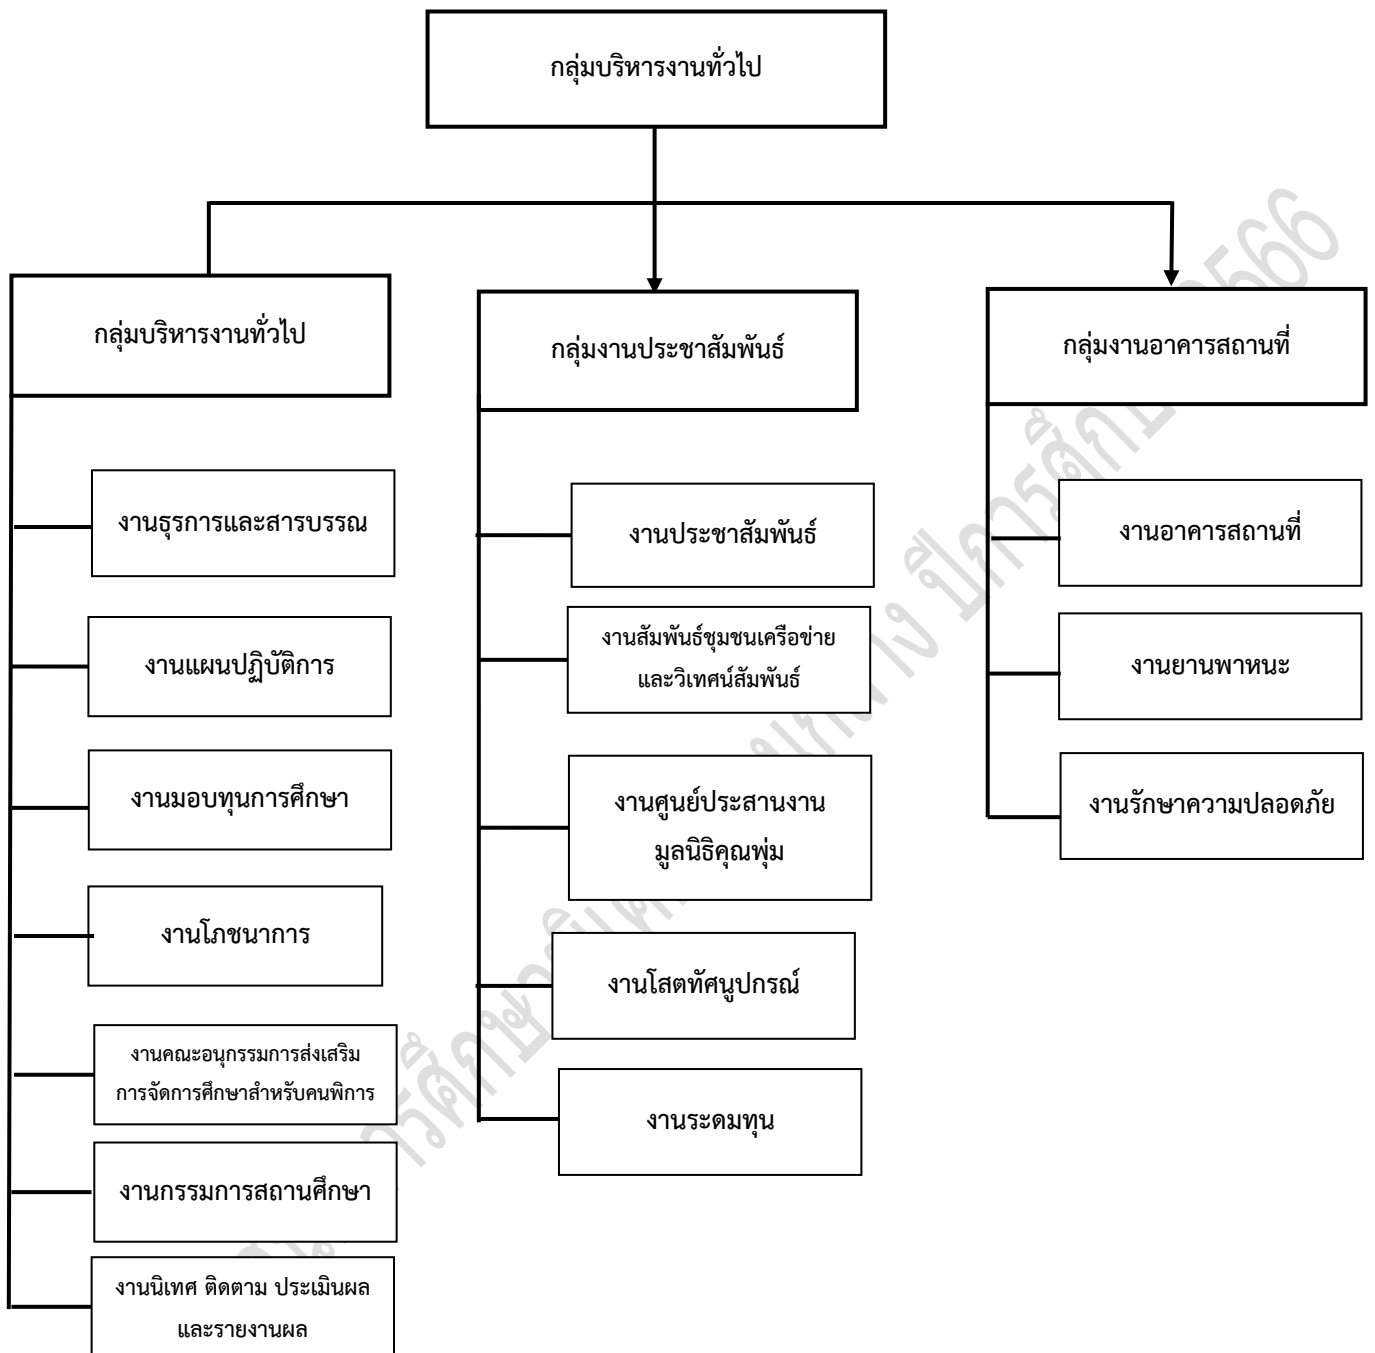 กลุ่มบริหารงานทั่วไป
กลุ่มบริหารงานทั่วไป
งานธุรการและสารบรรณ
งานแผนปฏิบัติการ
งานมอบทุนการศึกษา
งานโภชนาการ
งานคณะอนุกรรมการส่งเสริม
การจัดการศึกษาสำหรับคนพิการ
งานกรรมการสถานศึกษา
งานนิเทศ ติดตาม ประเมินผล
และรายงานผล
กลุ่มงานประชาสัมพันธ์
งานประชาสัมพันธ์
งานสัมพันธ์ชุมชนเครือข่าย
และวิเทศน์สัมพันธ์
งานศูนย์ประสานงาน
มูลนิธิคุณพุ่ม
งานโสตทัศนูปกรณ์
งานระดมทุน
กลุ่มงานอาคารสถานที่
งานอาคารสถานที่
งานยานพาหนะ
งานรักษาความปลอดภัย